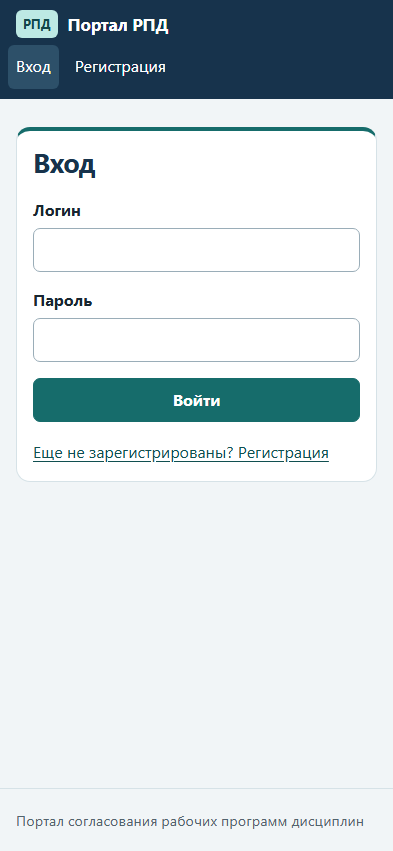 РПД Портал РПД
Вход Регистрация
Вход
Логин
Пароль
Войти
Еще не зарегистрированы? Регистрация
Портал согласования рабочих программ дисциплин